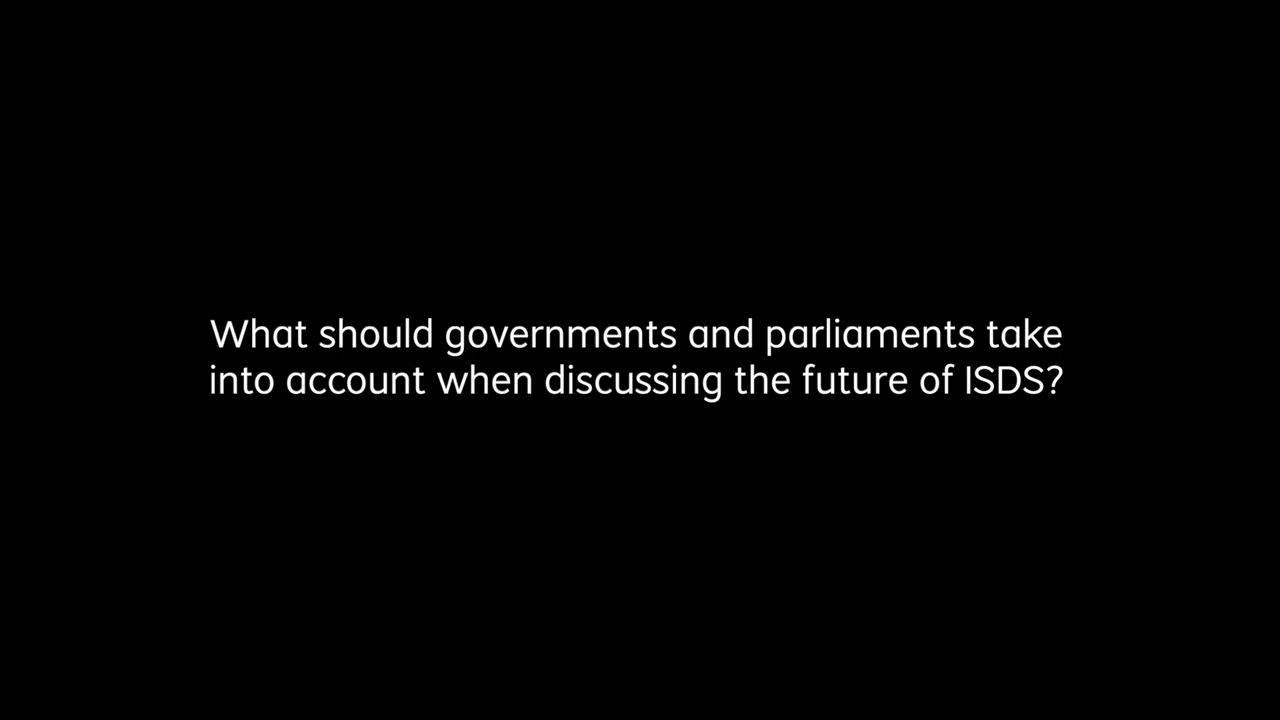 What should governments and parliaments take
into account when discussing the future of ISDS?